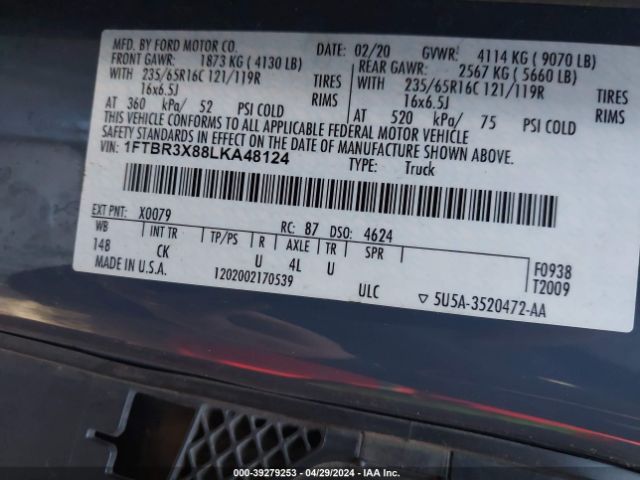 MFD. BY FORD MOTOR CO.
DATE: 02/20 GVWR: 4114 KG ( 9070 LB)
FRONT GAWR: 1873 KG ( 4130 LB)
REAR GAWR: 2567 KG ( 5660 LB)
WITH 235/65R16C 121/119R TIRES
WITH 235/65R16C 121/119R TIRES
16x6.5J RIMS
16x6.5J RIMS
AT 360 kPa/ 52 PSI COLD
AT 520 kPa/ 75 PSI COLD
THIS VEHICLE CONFORMS TO ALL APPLICABLE FEDERAL MOTOR VEHICLE
SAFETY STANDARDS IN EFFECT ON THE DATE OF MANUFACTURE SHOWN ABOVE.
VIN: 1FTBR3X88LKA48124
TYPE: Truck
EXT PNT: X0079 RC: 87 DSO: 4624
WB INT TR TP/PS R AXLE TR SPR
148 CK U 4L U
F0938
T2009
MADE IN U.S.A. 1202002170539 ULC
▽ 5U5A-3520472-AA
000-39279253 - 04/29/2024 - IAA Inc.